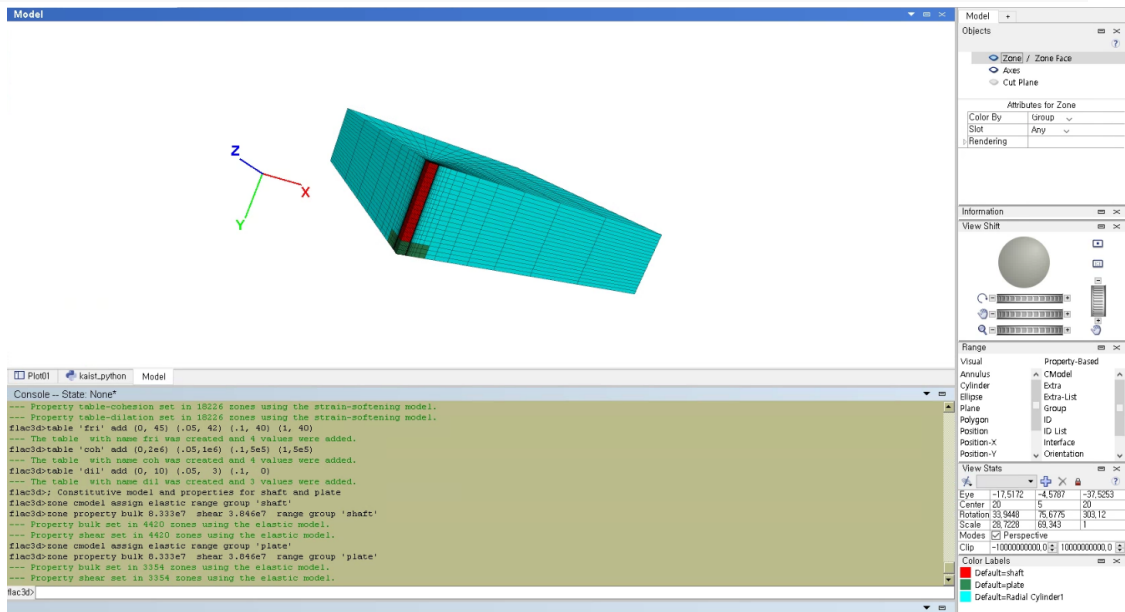 Model
Z
X
Y
Plot01 kaist_python Model
Console -- State: None*
--- Property table-cohesion set in 18226 zones using the strain-softening model.
--- Property table-dilation set in 18226 zones using the strain-softening model.
flac3d>table 'fri' add (0, 45) (.05, 42) (.1, 40) (1, 40)
--- The table  with name fri was created and 4 values were added.
flac3d>table 'coh' add (0,2e6) (.05,1e6) (.1,5e5) (1,5e5)
--- The table  with name coh was created and 4 values were added.
flac3d>table 'dil' add (0, 10) (.05,  3) (.1,  0)
--- The table  with name dil was created and 3 values were added.
flac3d>; Constitutive model and properties for shaft and plate
flac3d>zone cmodel assign elastic range group 'shaft'
flac3d>zone property bulk 8.333e7  shear 3.846e7  range group 'shaft'
--- Property bulk set in 4420 zones using the elastic model.
--- Property shear set in 4420 zones using the elastic model.
flac3d>zone cmodel assign elastic range group 'plate'
flac3d>zone property bulk 8.333e7  shear 3.846e7  range group 'plate'
--- Property bulk set in 3354 zones using the elastic model.
--- Property shear set in 3354 zones using the elastic model.
flac3d>
Model +
Objects
Zone / Zone Face
Axes
Cut Plane
Attributes for Zone
Color By Group
Slot Any
Rendering
Information
View Shift
Range
Visual Property-Based
Annulus CModel
Cylinder Extra
Ellipse Extra-List
Plane Group
Polygon ID
Position ID List
Position-X Interface
Position-Y Orientation
View Stats
Eye -17,5172 -4,5787 -37,5253
Center 20 5 20
Rotation 33,9448 75,6775 303,12
Scale 28,7228 69,343 1
Modes Perspective
Clip -10000000000,0 10000000000,0
Color Labels
Default=shaft
Default=plate
Default=Radial Cylinder1